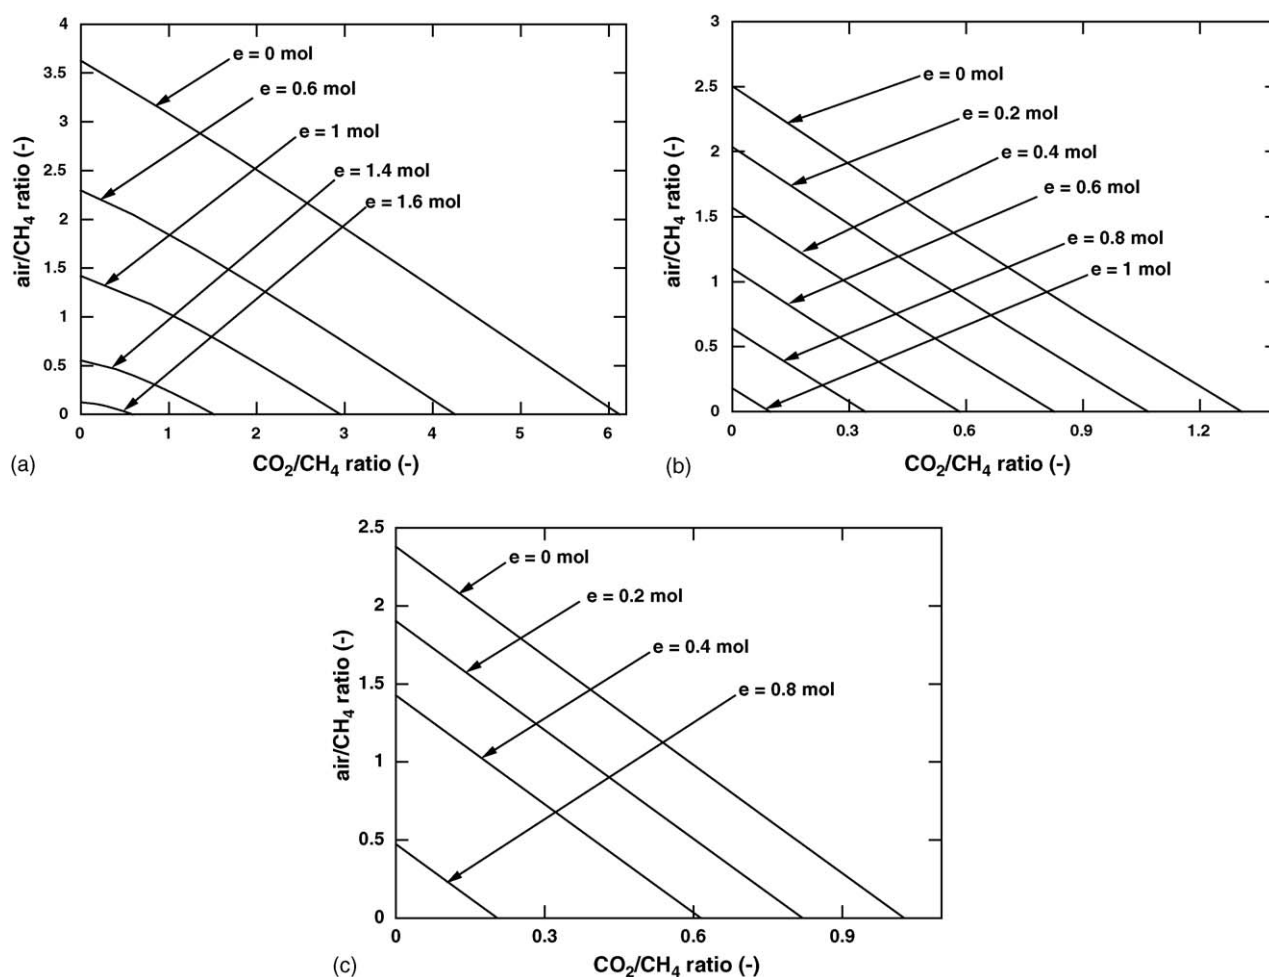 4
3.5
3
2.5
2
1.5
1
0.5
0
air/CH₄ ratio (-)
e = 0 mol
e = 0.6 mol
e = 1 mol
e = 1.4 mol
e = 1.6 mol
0 1 2 3 4 5 6
(a) CO₂/CH₄ ratio (-)
3
2.5
2
1.5
1
0.5
0
air/CH₄ ratio (-)
e = 0 mol
e = 0.2 mol
e = 0.4 mol
e = 0.6 mol
e = 0.8 mol
e = 1 mol
0 0.3 0.6 0.9 1.2
(b) CO₂/CH₄ ratio (-)
2.5
2
1.5
1
0.5
0
air/CH₄ ratio (-)
e = 0 mol
e = 0.2 mol
e = 0.4 mol
e = 0.8 mol
0 0.3 0.6 0.9
(c) CO₂/CH₄ ratio (-)